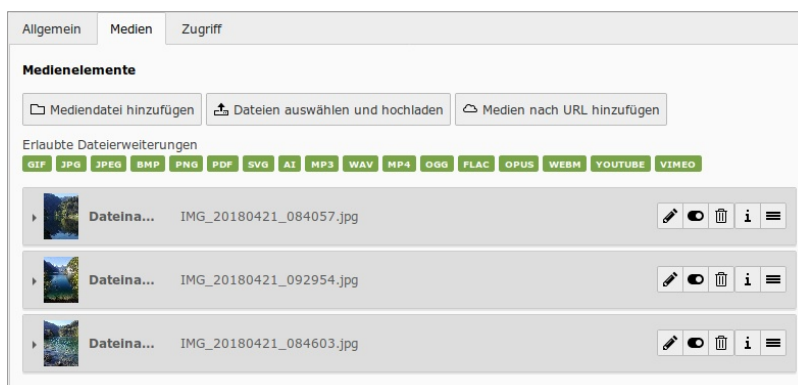 Allgemein Medien Zugriff
Medienelemente
Mediendatei hinzufügen Dateien auswählen und hochladen Medien nach URL hinzufügen
Erlaubte Dateierweiterungen
GIF JPG JPEG BMP PNG PDF SVG AI MP3 WAV MP4 OGG FLAC OPUS WEBM YOUTUBE VIMEO
Dateina... IMG_20180421_084057.jpg
Dateina... IMG_20180421_092954.jpg
Dateina... IMG_20180421_084603.jpg